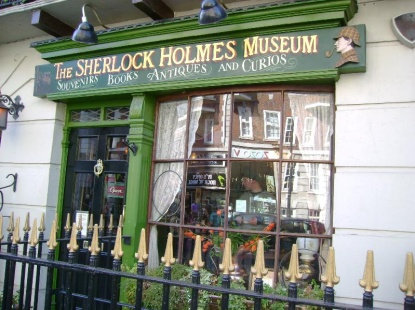 THE SHERLOCK HOLMES MUSEUM
SOUVENIRS BOOKS ANTIQUES AND CURIOS